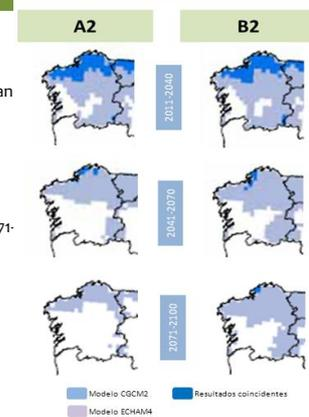 A2
B2
an
2011-2040
2041-2070
71-
2071-2100
Modelo CGCM2
Resultados coincidentes
Modelo ECHAM4